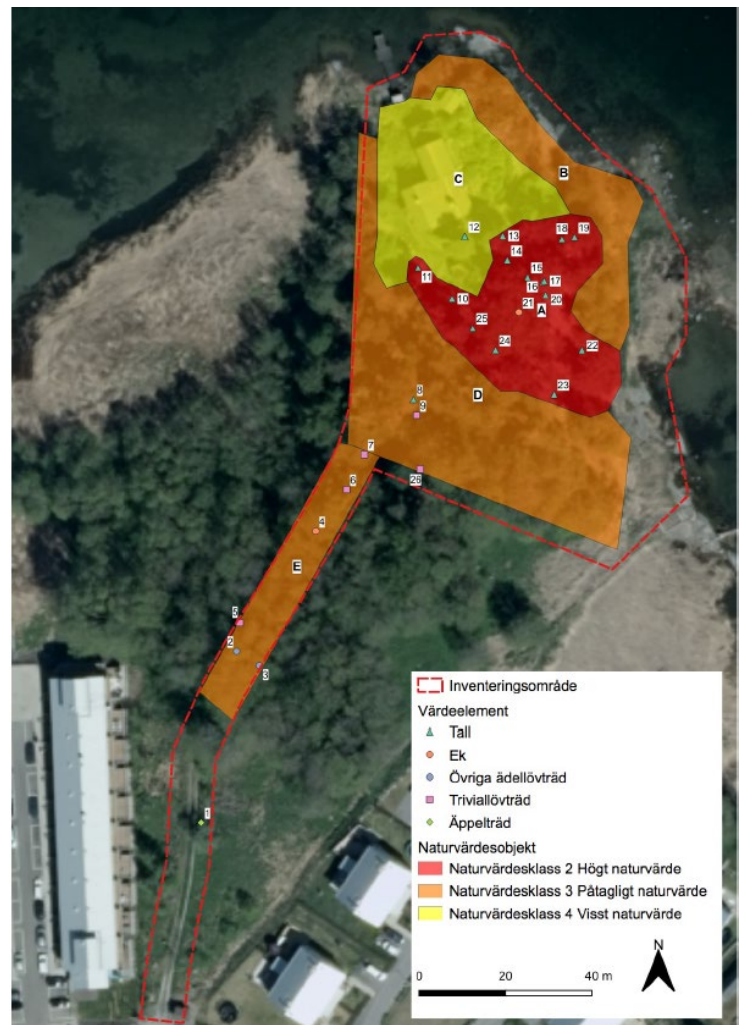 C
B
12
13
14
18
19
11
15
16
17
10
20
21
A
25
24
22
23
8
D
9
7
26
6
4
E
5
2
3
1
Inventeringsområde
Värdeelement
Tall
Ek
Övriga ädellövträd
Triviallövträd
Äppelträd
Naturvärdesobjekt
Naturvärdesklass 2 Högt naturvärde
Naturvärdesklass 3 Påtagligt naturvärde
Naturvärdesklass 4 Visst naturvärde
N
0 20 40 m